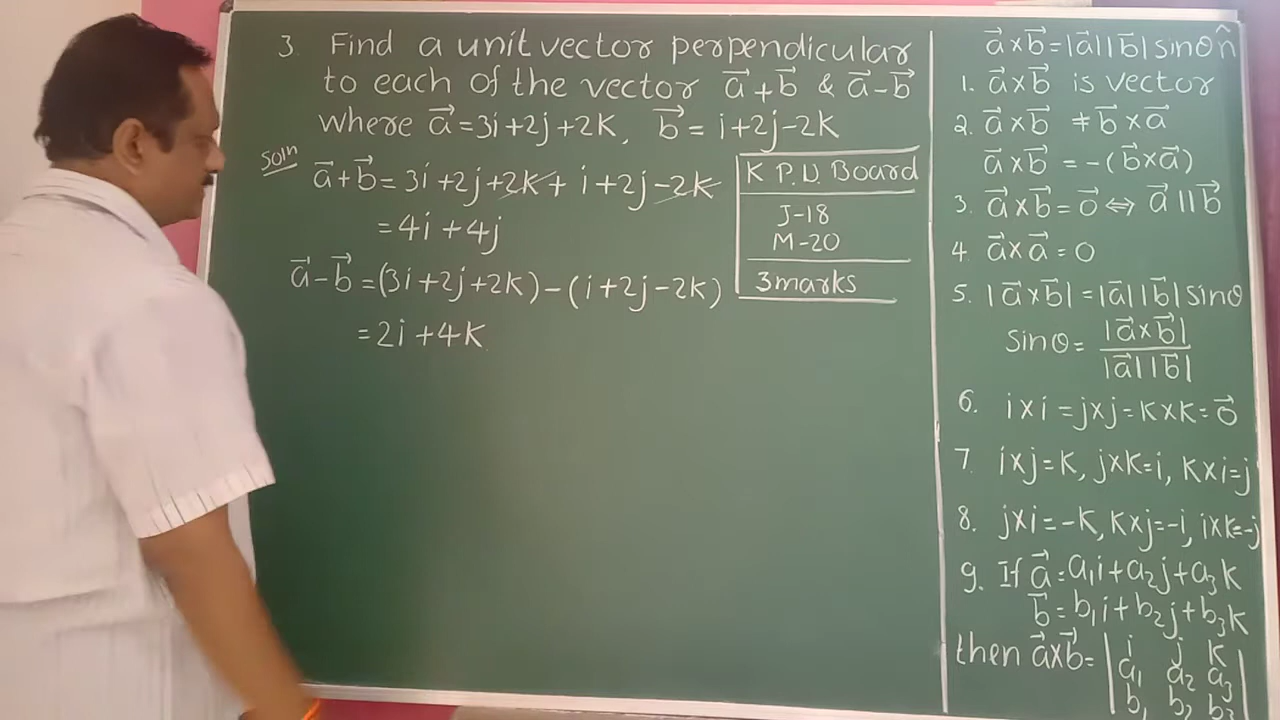 3. Find a unit vector perpendicular
to each of the vector a⃗+b⃗ & a⃗-b⃗
where a⃗=3i+2j+2k, b⃗=i+2j-2k
Soln
a⃗+b⃗=3i+2j+2k+i+2j-2k
=4i+4j
a⃗-b⃗=(3i+2j+2k)-(i+2j-2k)
=2i+4k
K P.U. Board
J-18
M-20
3marks
a⃗×b⃗=|a⃗||b⃗|sinθn̂
1. a⃗×b⃗ is vector
2. a⃗×b⃗ ≠b⃗×a⃗
a⃗×b⃗ =-(b⃗×a⃗)
3. a⃗×b⃗=0⃗⇔a⃗||b⃗
4. a⃗×a⃗=0
5. |a⃗×b⃗|=|a⃗||b⃗|sinθ
sinθ=|a⃗×b⃗|/|a⃗||b⃗|
6. i×i=j×j=k×k=0⃗
7. i×j=k, j×k=i, k×i=j
8. j×i=-k, k×j=-i, i×k=-j
9. If a⃗=a₁i+a₂j+a₃k
b⃗=b₁i+b₂j+b₃k
then a⃗×b⃗= | i j k |
a₁ a₂ a₃
b₁ b₂ b₃